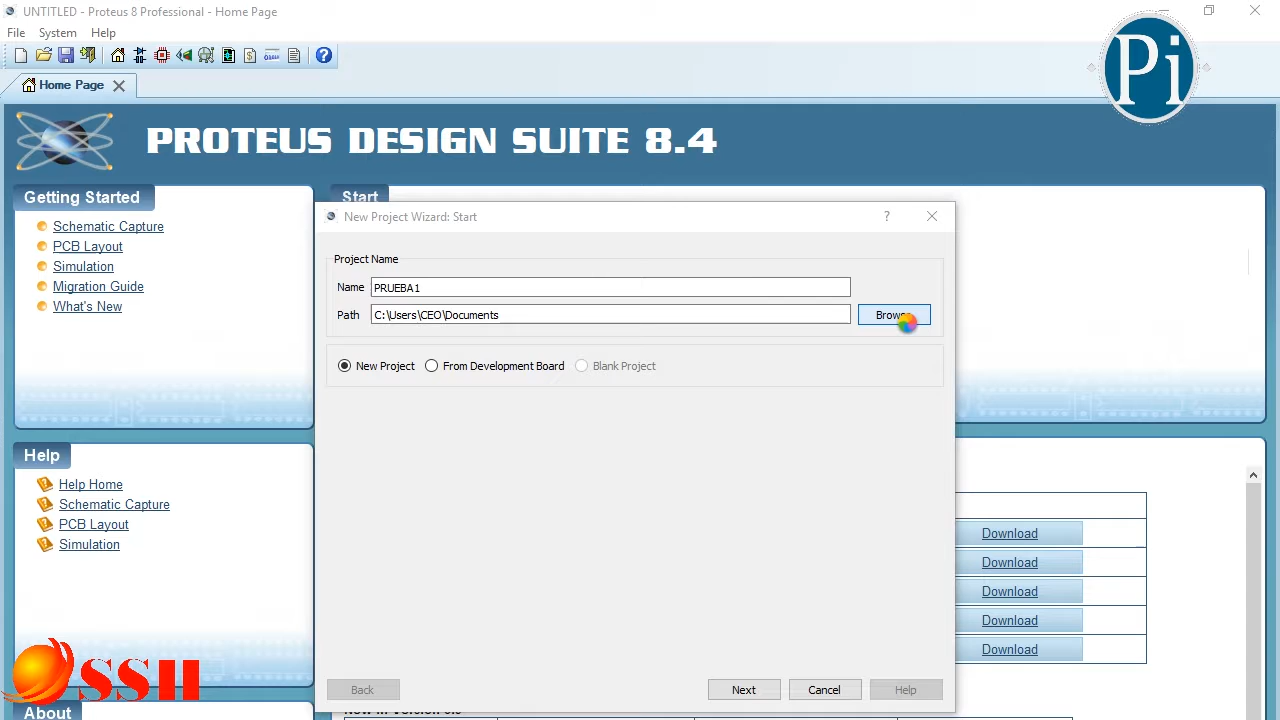 UNTITLED - Proteus 8 Professional - Home Page
File System Help
Home Page
Pi
PROTEUS DESIGN SUITE 8.4
Getting Started
Schematic Capture
PCB Layout
Simulation
Migration Guide
What's New
Start
New Project Wizard: Start
?
Project Name
Name PRUEBA1
Path C:\Users\CEO\Documents
Browse
New Project From Development Board Blank Project
Help
Help Home
Schematic Capture
PCB Layout
Simulation
Download
Download
Download
Download
Download
SSH
Back Next Cancel Help
About